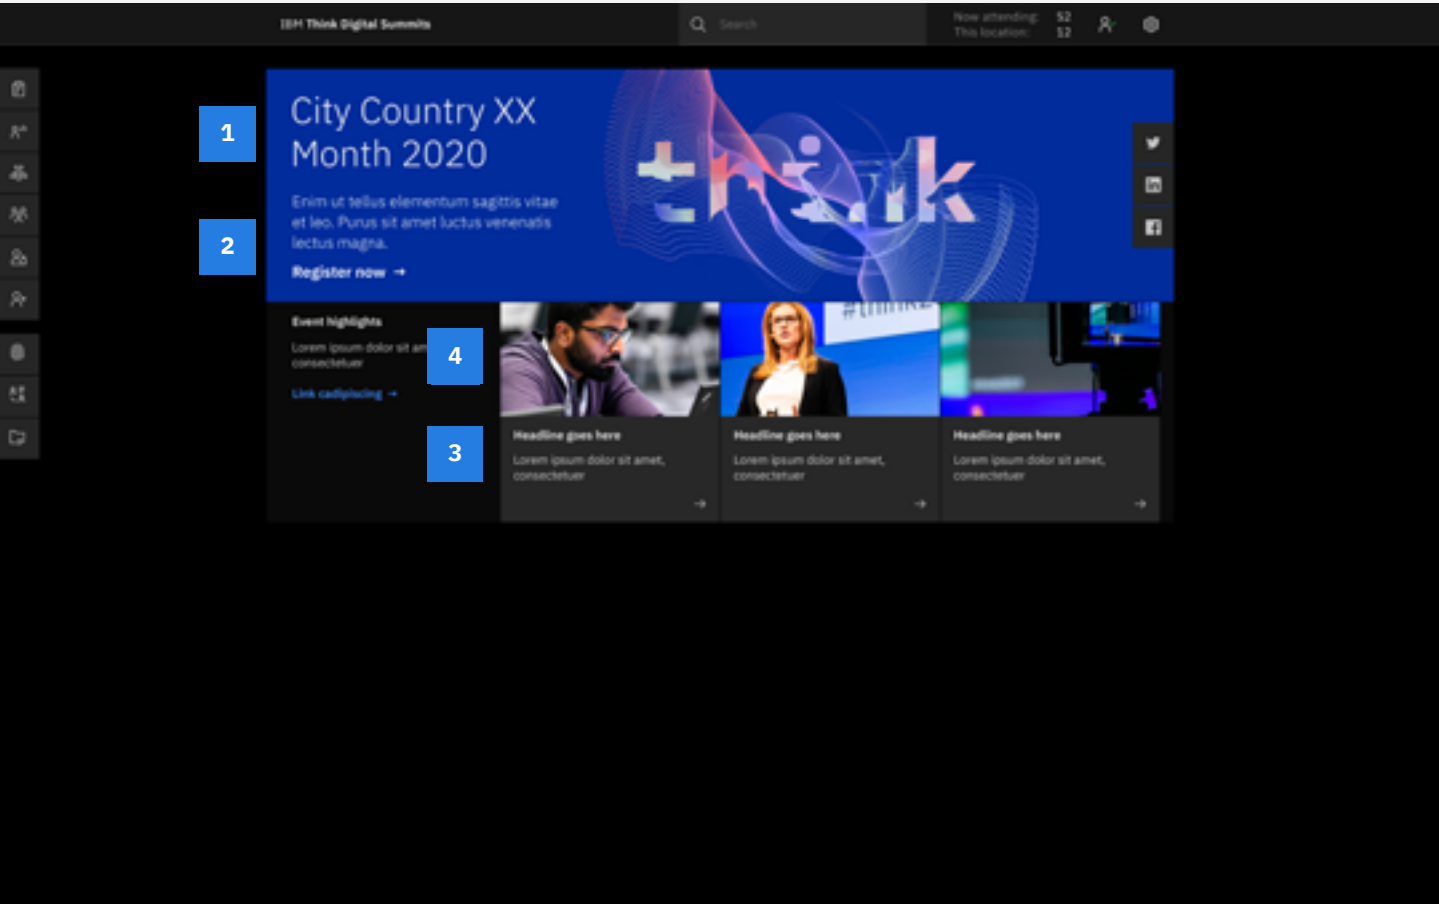 IBM Think Digital Summits
Search
Now attending: 52
This location: 12
1
City Country XX
Month 2020
Enim ut tellus elementum sagittis vitae
et leo. Purus sit amet luctus venenatis
lectus magna.
2
Register now →
think
Event highlights
Lorem ipsum dolor sit am
consectetuer
Link cadipiscing →
4
3
#think
Headline goes here
Lorem ipsum dolor sit amet,
consectetuer
→
Headline goes here
Lorem ipsum dolor sit amet,
consectetuer
→
Headline goes here
Lorem ipsum dolor sit amet,
consectetuer
→